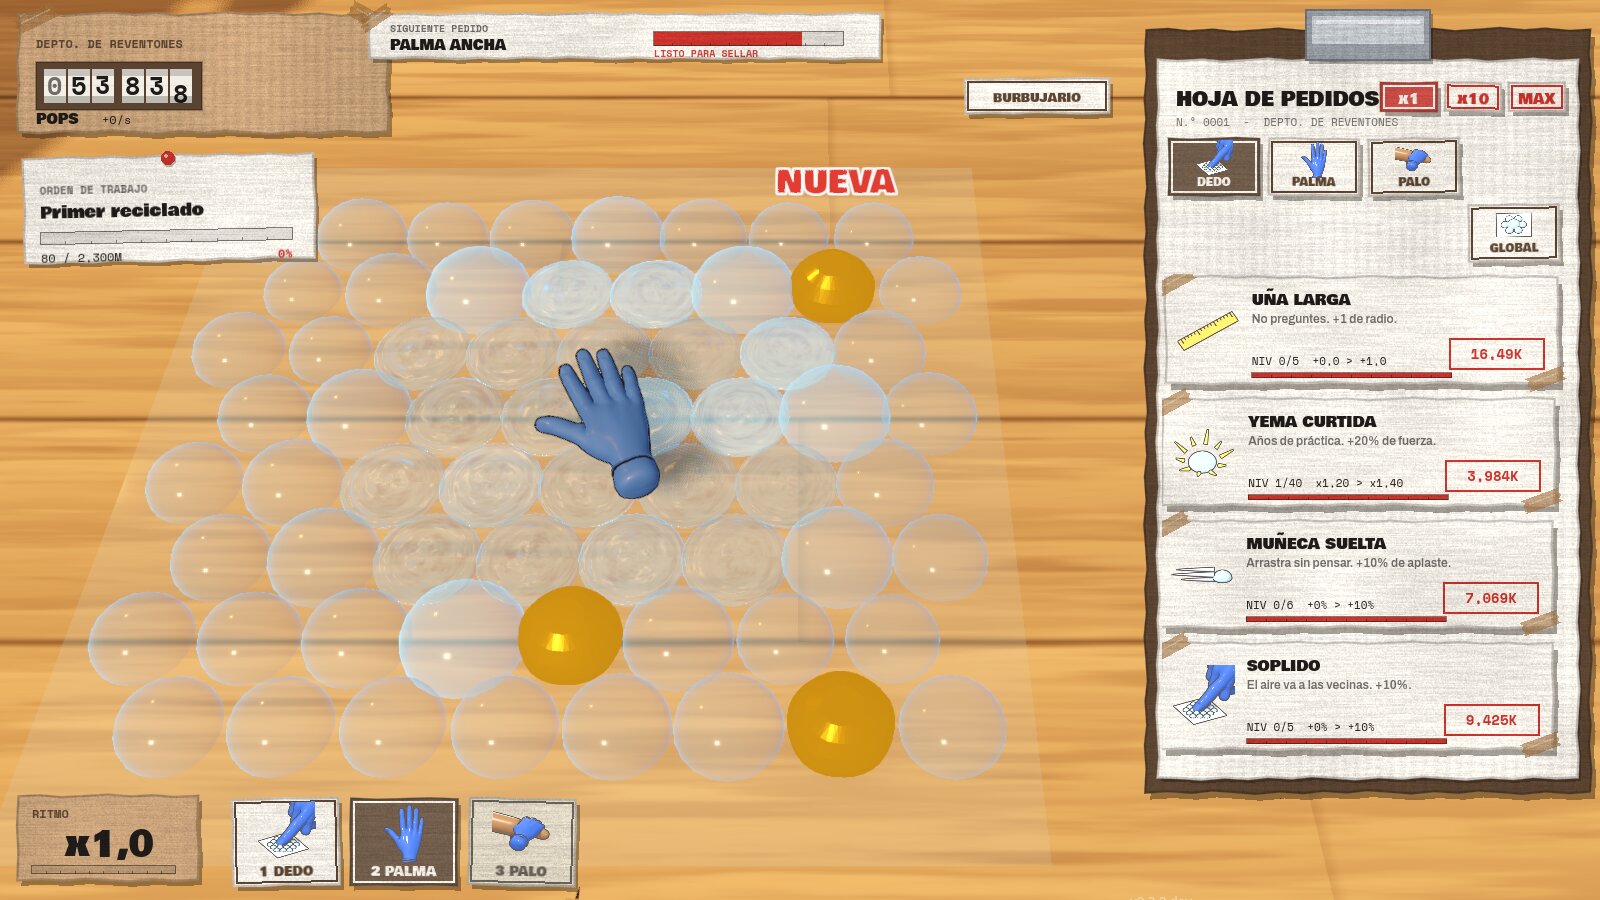 DEPTO. DE REVENTONES
053838
POPS +0/s
SIGUIENTE PEDIDO
PALMA ANCHA
LISTO PARA SELLAR
BURBUJARIO
ORDEN DE TRABAJO
Primer reciclado
80 / 2,300M 0%
NUEVA
HOJA DE PEDIDOS x1 x10 MAX
N.° 0001 - DEPTO. DE REVENTONES
DEDO PALMA PALO
GLOBAL
UÑA LARGA
No preguntes. +1 de radio.
NIV 0/5 +0,0 > +1,0
16,49K
YEMA CURTIDA
Años de práctica. +20% de fuerza.
NIV 1/40 x1,20 > x1,40
3,984K
MUÑECA SUELTA
Arrastra sin pensar. +10% de aplaste.
NIV 0/6 +0% > +10%
7,069K
SOPLIDO
El aire va a las vecinas. +10%.
NIV 0/5 +0% > +10%
9,425K
RITMO
x1,0
1 DEDO 2 PALMA 3 PALO